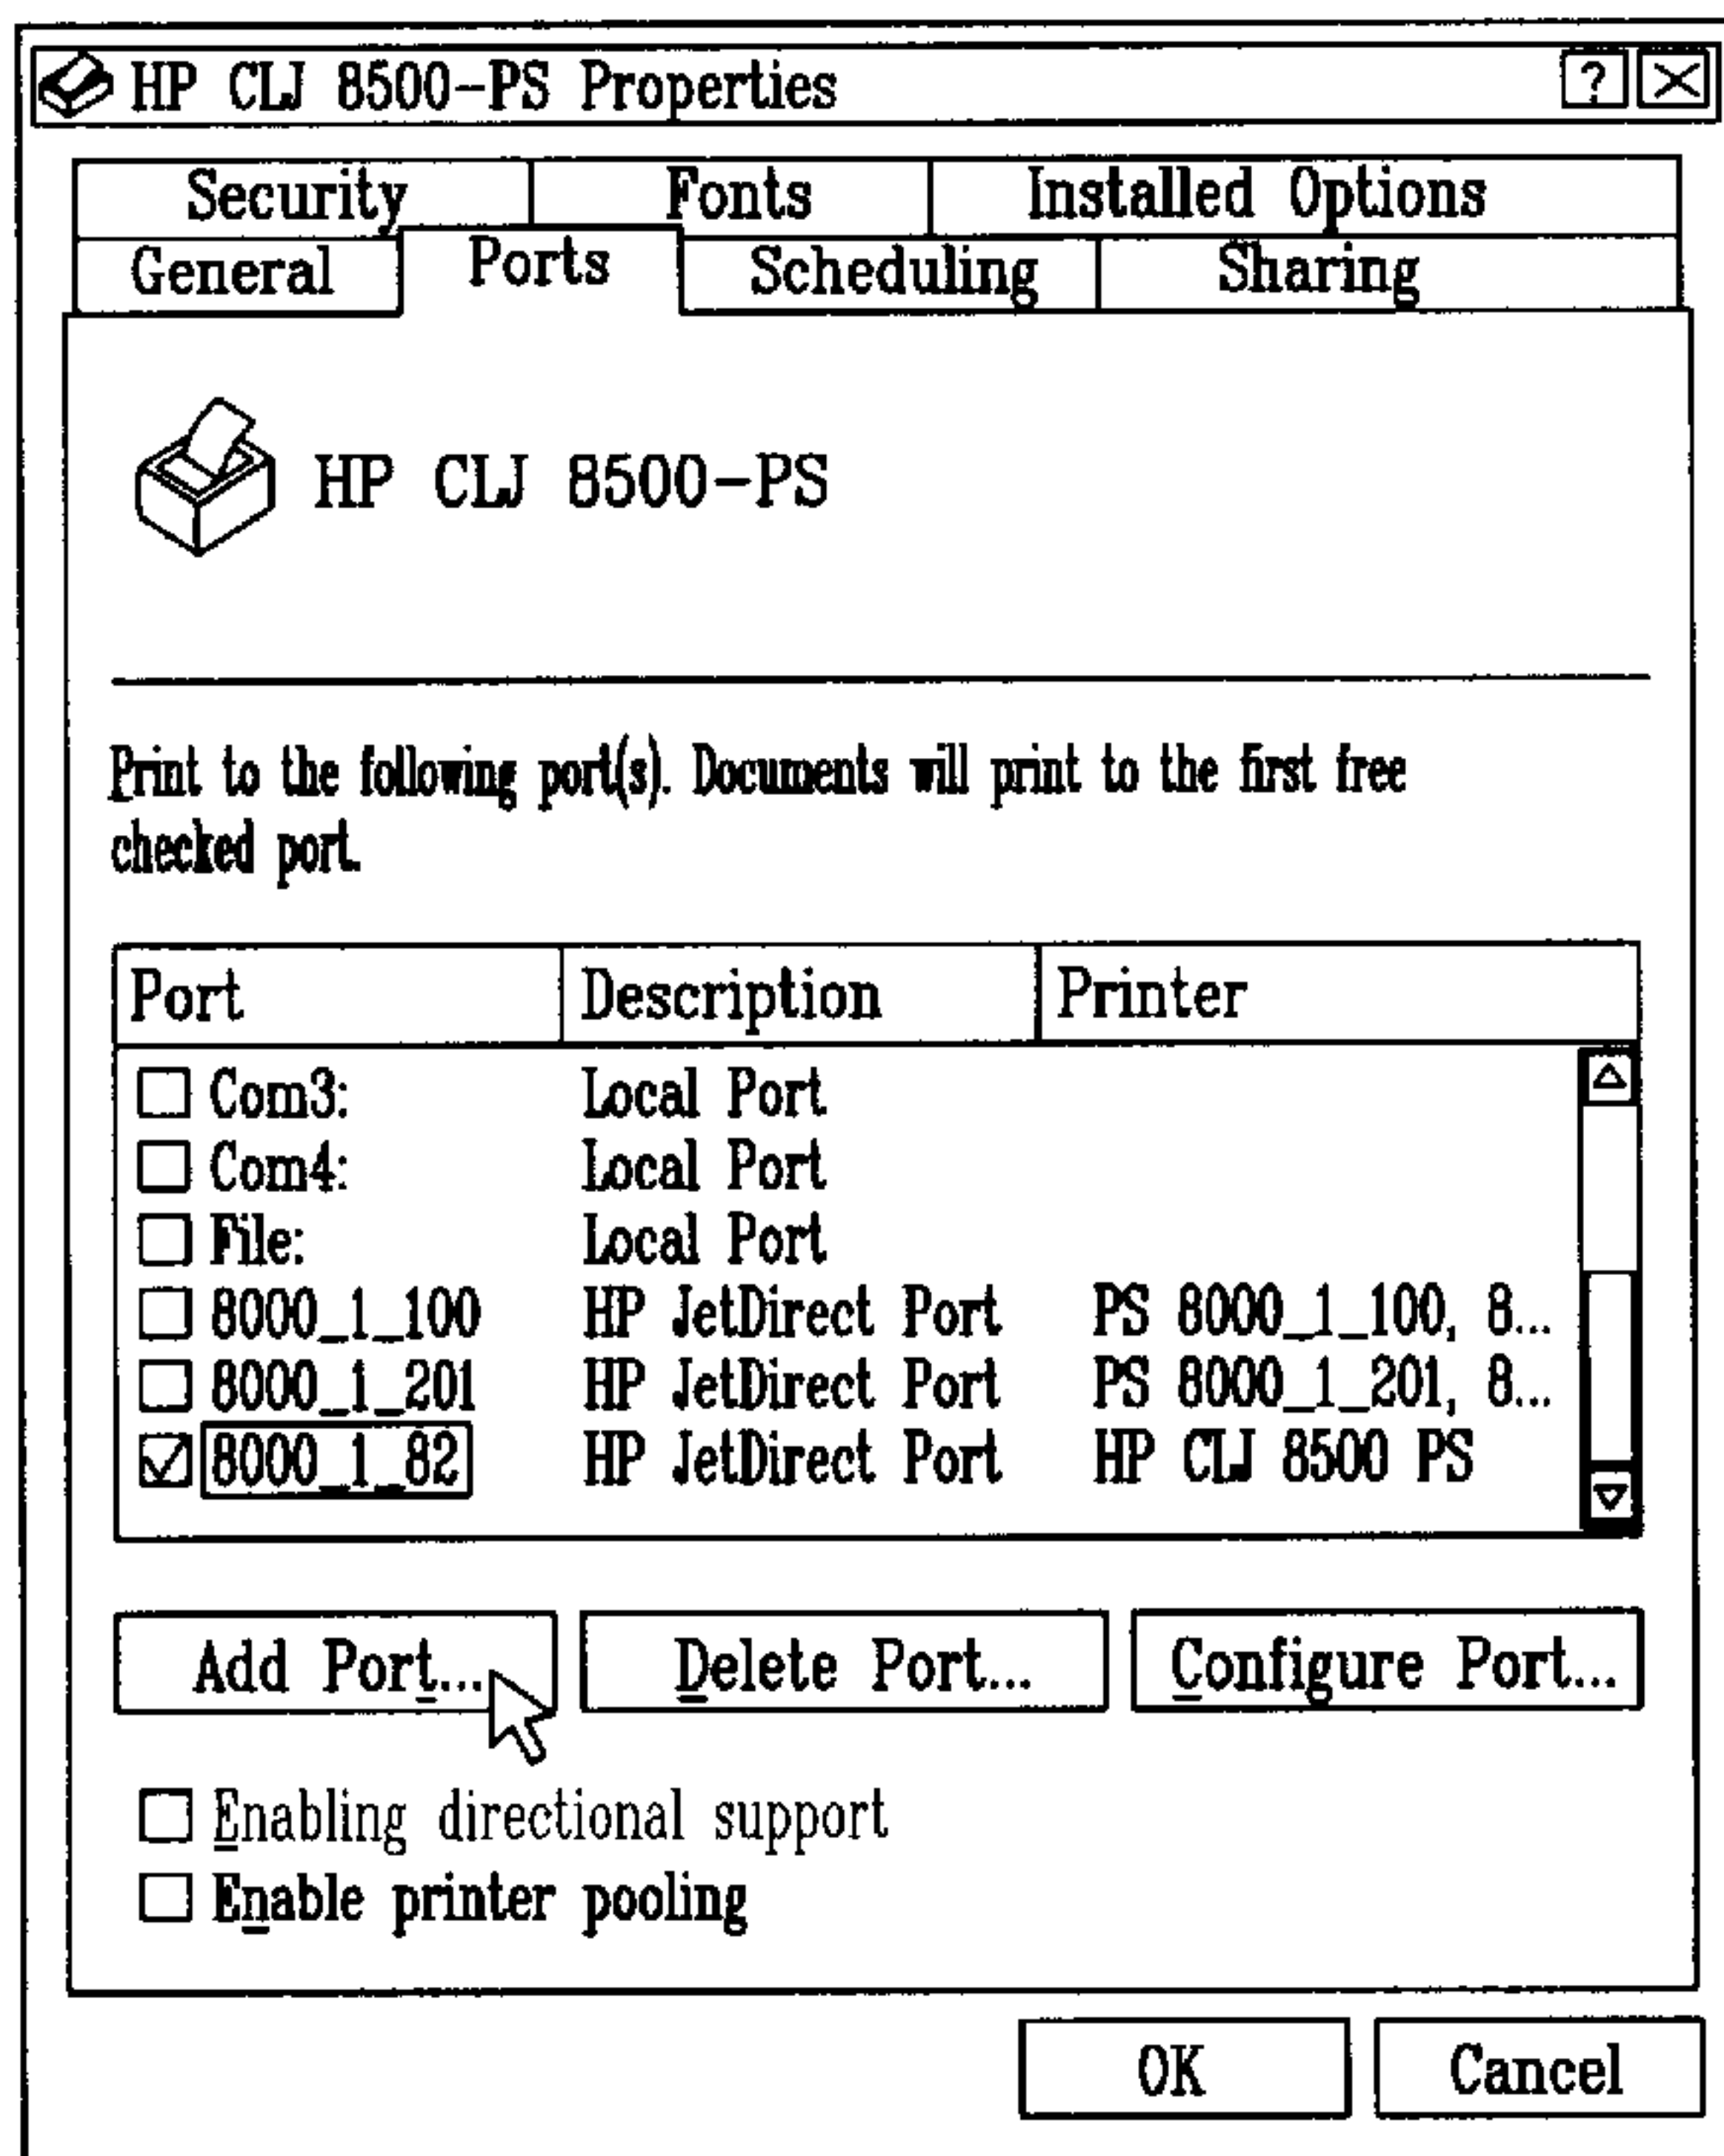 HP CLJ 8500-PS Properties ?
Security Fonts Installed Options
General Ports Scheduling Sharing
HP CLJ 8500-PS
Print to the following port(s). Documents will print to the first free
checked port.
Port Description Printer
Com3: Local Port
Com4: Local Port
File: Local Port
8000_1_100 HP JetDirect Port PS 8000_1_100, 8...
8000_1_201 HP JetDirect Port PS 8000_1_201, 8...
8000_1_82 HP JetDirect Port HP CLJ 8500 PS
Add Port... Delete Port... Configure Port...
Enabling directional support
Enable printer pooling
OK Cancel